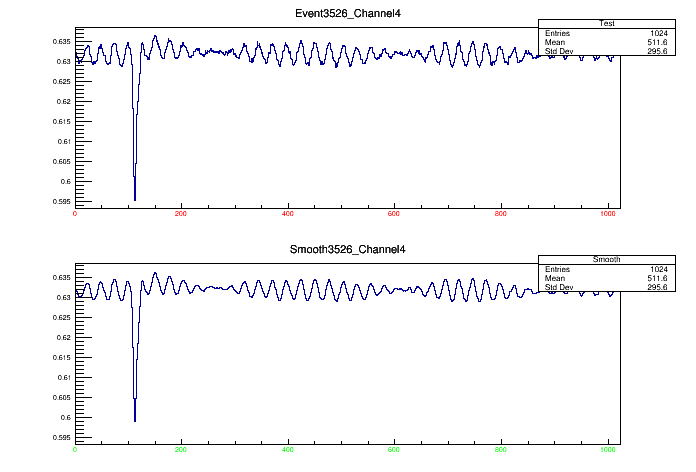 Event3526_Channel4
Test
Entries 1024
Mean 511.6
Std Dev 295.6
0.635
0.63
0.625
0.62
0.615
0.61
0.605
0.6
0.595
0 200 400 600 800 1000
Smooth3526_Channel4
Smooth
Entries 1024
Mean 511.6
Std Dev 295.6
0.635
0.63
0.625
0.62
0.615
0.61
0.605
0.6
0.595
0 200 400 600 800 1000